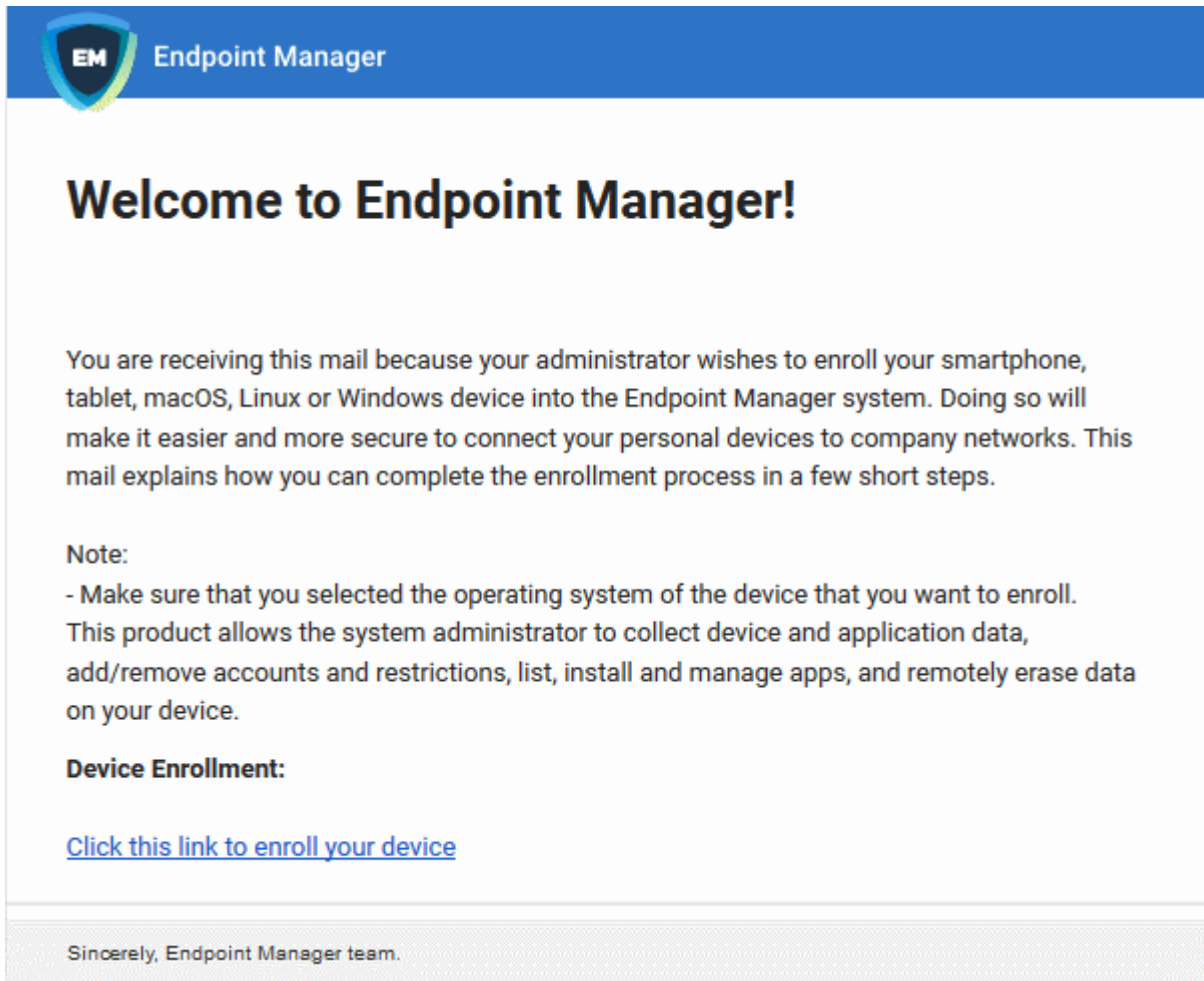 EM Endpoint Manager
Welcome to Endpoint Manager!
You are receiving this mail because your administrator wishes to enroll your smartphone,
tablet, macOS, Linux or Windows device into the Endpoint Manager system. Doing so will
make it easier and more secure to connect your personal devices to company networks. This
mail explains how you can complete the enrollment process in a few short steps.
Note:
- Make sure that you selected the operating system of the device that you want to enroll.
This product allows the system administrator to collect device and application data,
add/remove accounts and restrictions, list, install and manage apps, and remotely erase data
on your device.
Device Enrollment:
Click this link to enroll your device
Sincerely, Endpoint Manager team.